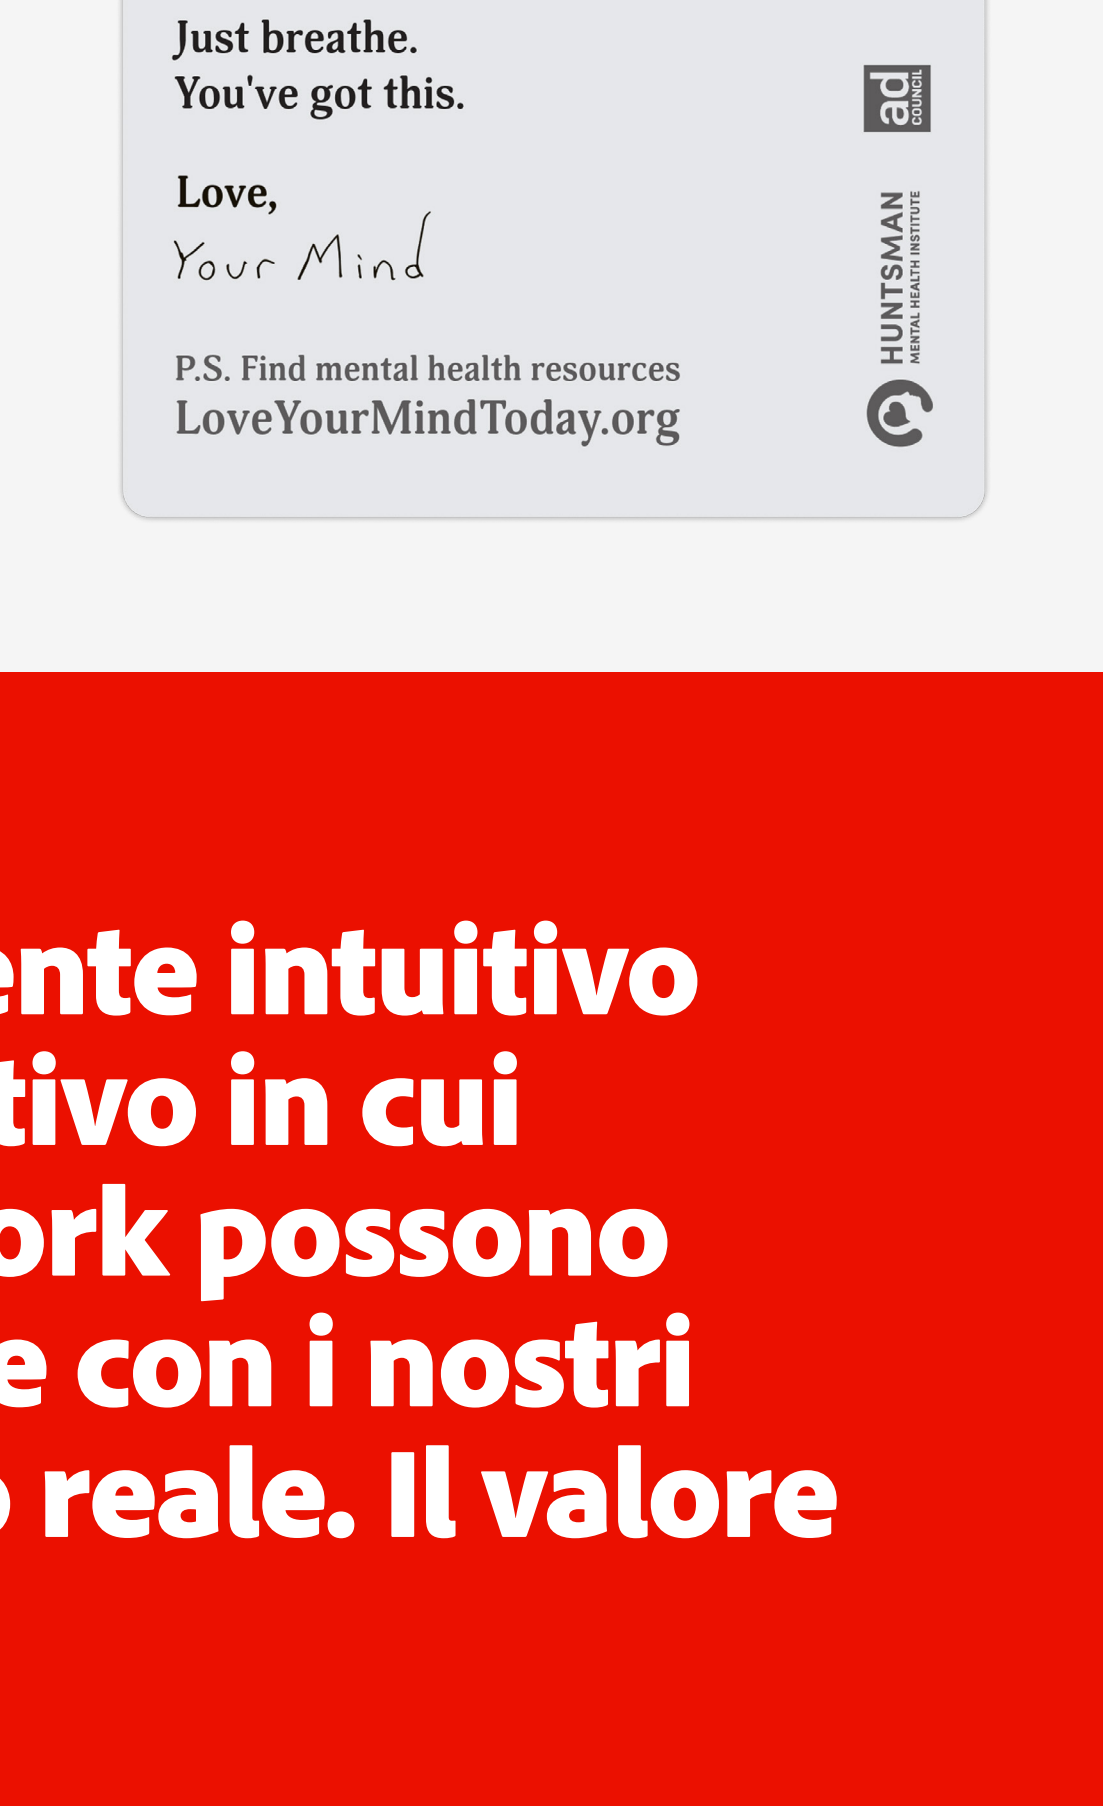 Just breathe.
You've got this.
Love,
Your Mind
P.S. Find mental health resources
LoveYourMindToday.org
ad
COUNCIL
HUNTSMAN
MENTAL HEALTH INSTITUTE
ente intuitivo
tivo in cui
ork possono
e con i nostri
o reale. Il valore